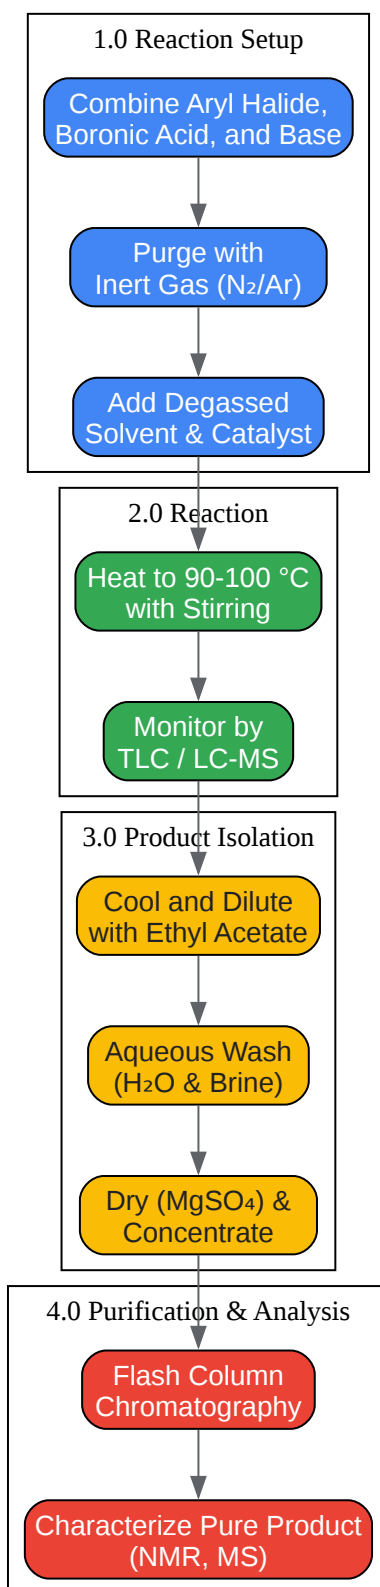 1.0 Reaction Setup
Combine Aryl Halide,
Boronic Acid, and Base
Purge with
Inert Gas (N₂/Ar)
Add Degassed
Solvent & Catalyst
2.0 Reaction
Heat to 90-100 °C
with Stirring
Monitor by
TLC / LC-MS
3.0 Product Isolation
Cool and Dilute
with Ethyl Acetate
Aqueous Wash
(H₂O & Brine)
Dry (MgSO₄) &
Concentrate
4.0 Purification & Analysis
Flash Column
Chromatography
Characterize Pure Product
(NMR, MS)